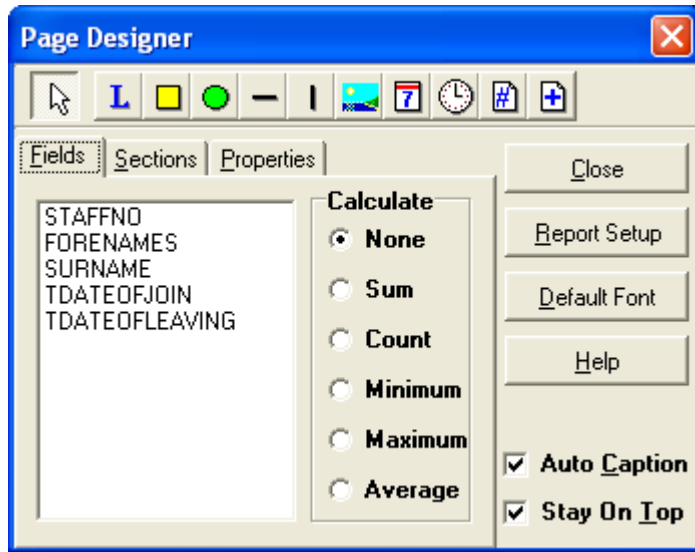 Page Designer
L 7 #
Fields Sections Properties
STAFFNO
FORENAMES
SURNAME
TDATEOFJOIN
TDATEOFLEAVING
Calculate
None
Sum
Count
Minimum
Maximum
Average
Close
Report Setup
Default Font
Help
Auto Caption
Stay On Top